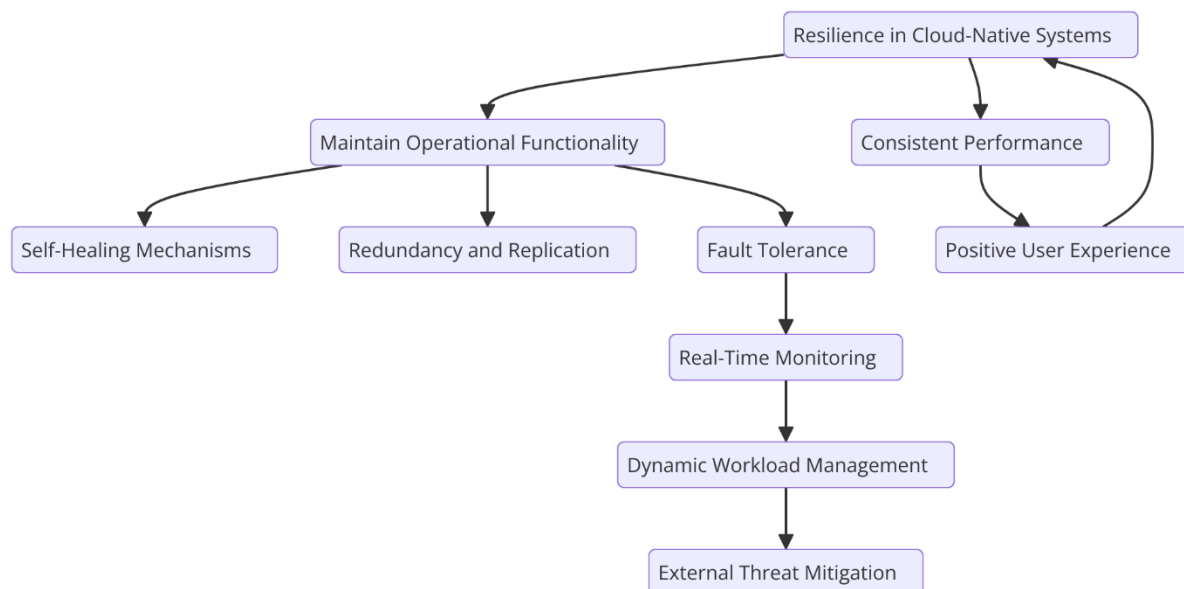 Resilience in Cloud-Native Systems
Maintain Operational Functionality
Consistent Performance
Self-Healing Mechanisms
Redundancy and Replication
Fault Tolerance
Positive User Experience
Real-Time Monitoring
Dynamic Workload Management
External Threat Mitigation